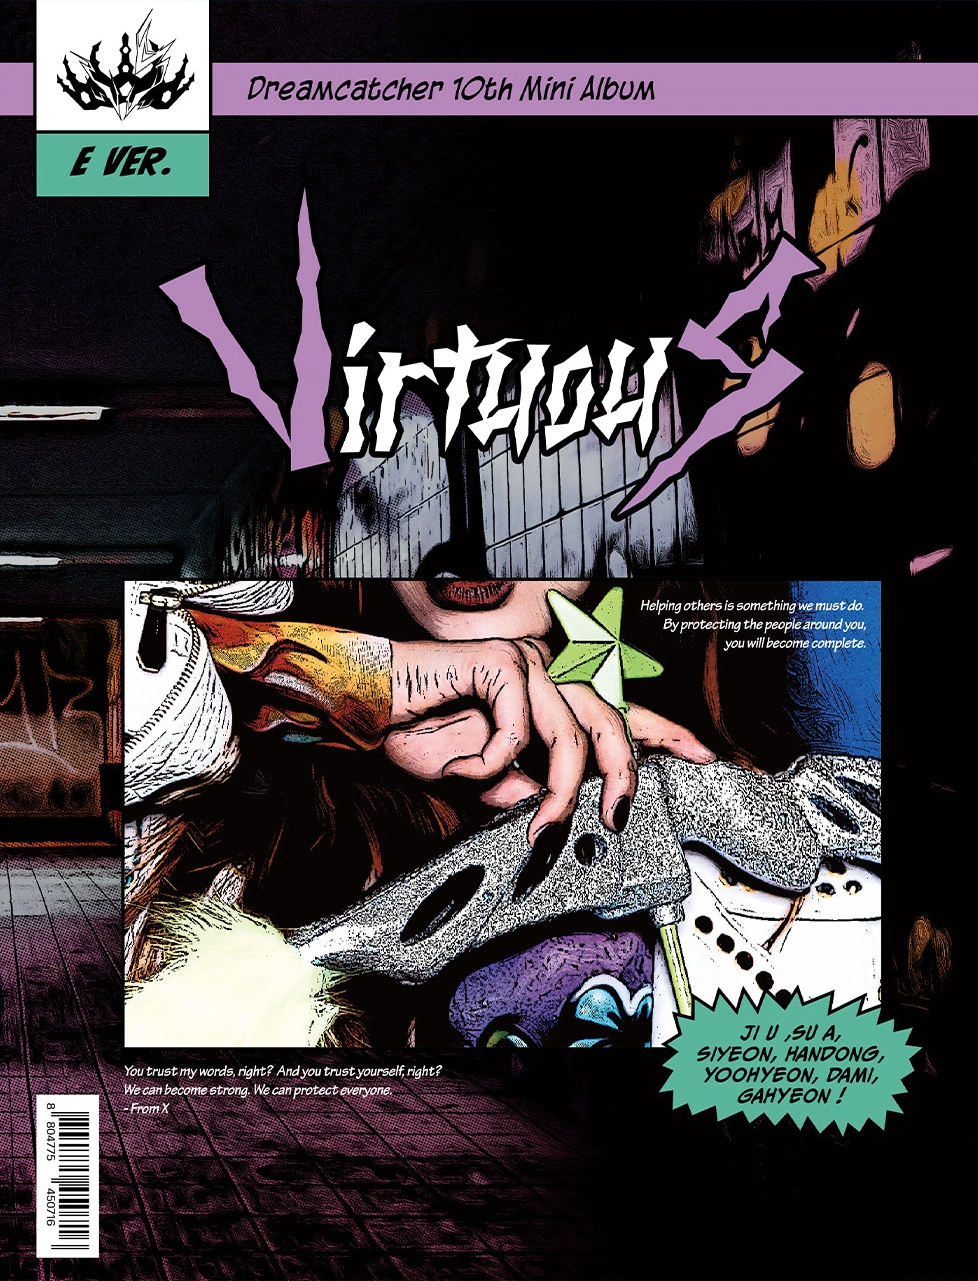 Dreamcatcher 10th Mini Album
E VER.
VirtuouS
Helping others is something we must do.
By protecting the people around you,
you will become complete.
You trust my words, right? And you trust yourself, right?
We can become strong. We can protect everyone.
- From X
JI U ,SU A,
SIYEON, HANDONG,
YOOHYEON, DAMI,
GAHYEON !
8 804775 450716